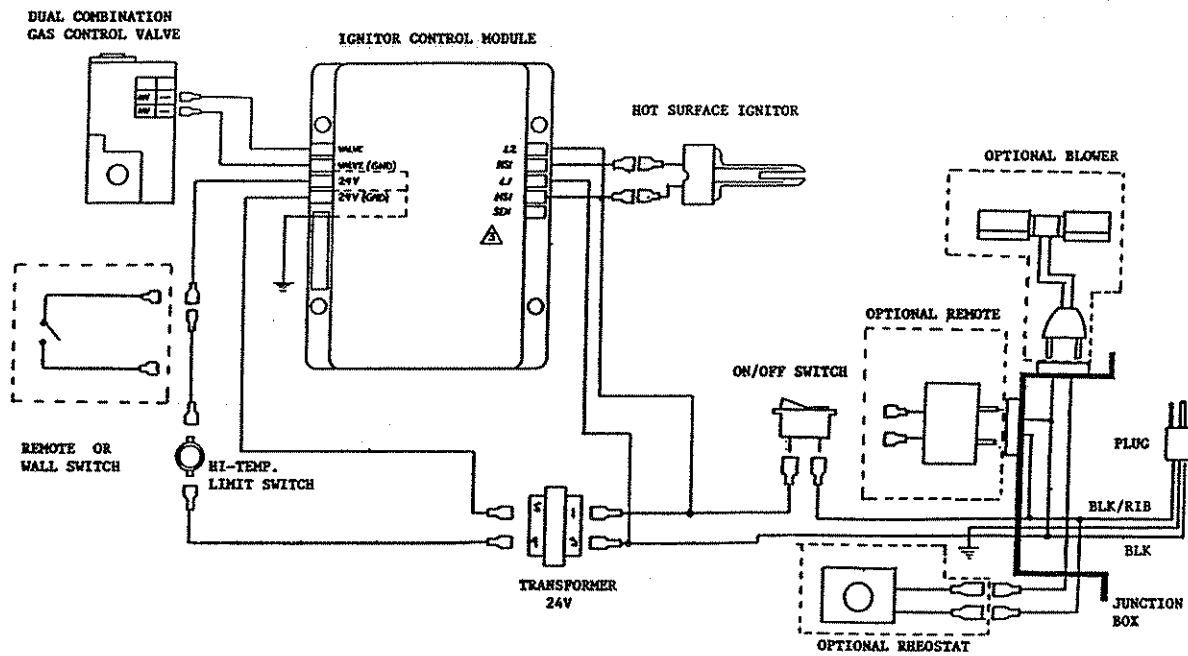 DUAL COMBINATION
GAS CONTROL VALVE
IGNITOR CONTROL MODULE
HOT SURFACE IGNITOR
OPTIONAL BLOWER
VALVE
VALVE (GND)
24V
24V (GND)
L2
HSI
L1
HSI
SEN
3
OPTIONAL REMOTE
ON/OFF SWITCH
REMOTE OR
WALL SWITCH
HI-TEMP.
LIMIT SWITCH
PLUG
BLK/RIB
BLK
TRANSFORMER
24V
JUNCTION
BOX
OPTIONAL RHEOSTAT